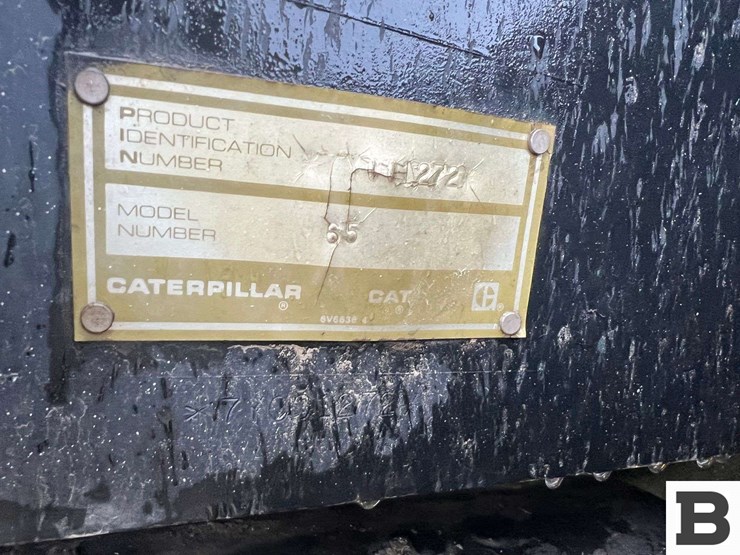 PRODUCT
IDENTIFICATION
NUMBER
MODEL
NUMBER
65
CATERPILLAR ®
CAT
C ®
B